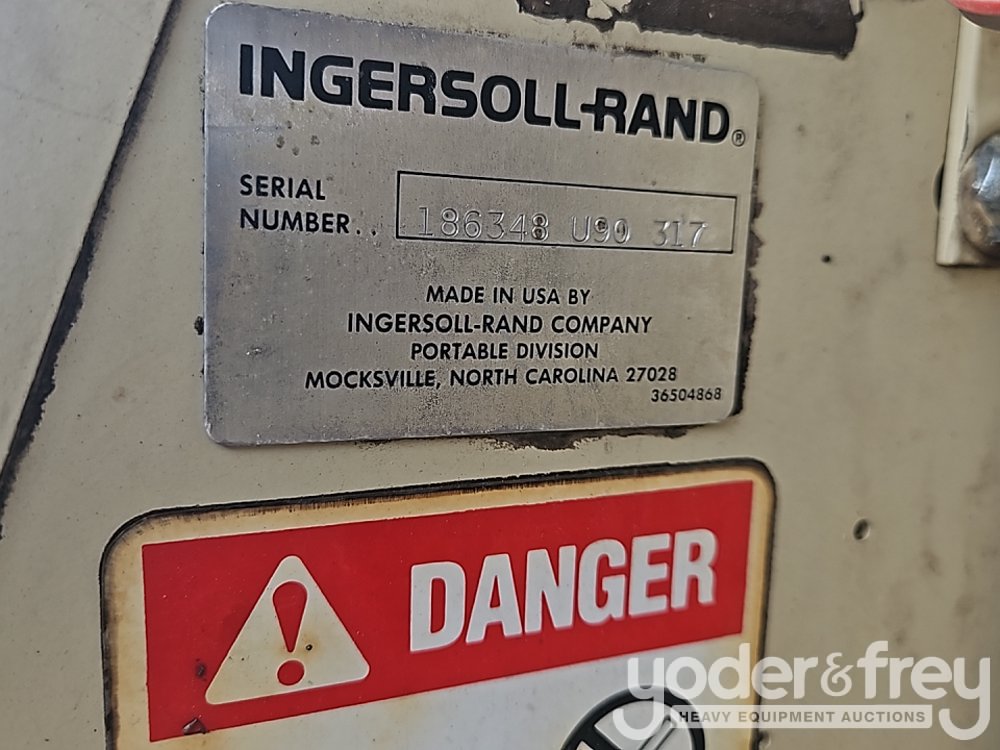 INGERSOLL-RAND®
SERIAL
NUMBER.. 186348 U90 317
MADE IN USA BY
INGERSOLL-RAND COMPANY
PORTABLE DIVISION
MOCKSVILLE, NORTH CAROLINA 27028
36504868
DANGER
yoder&frey
HEAVY EQUIPMENT AUCTIONS